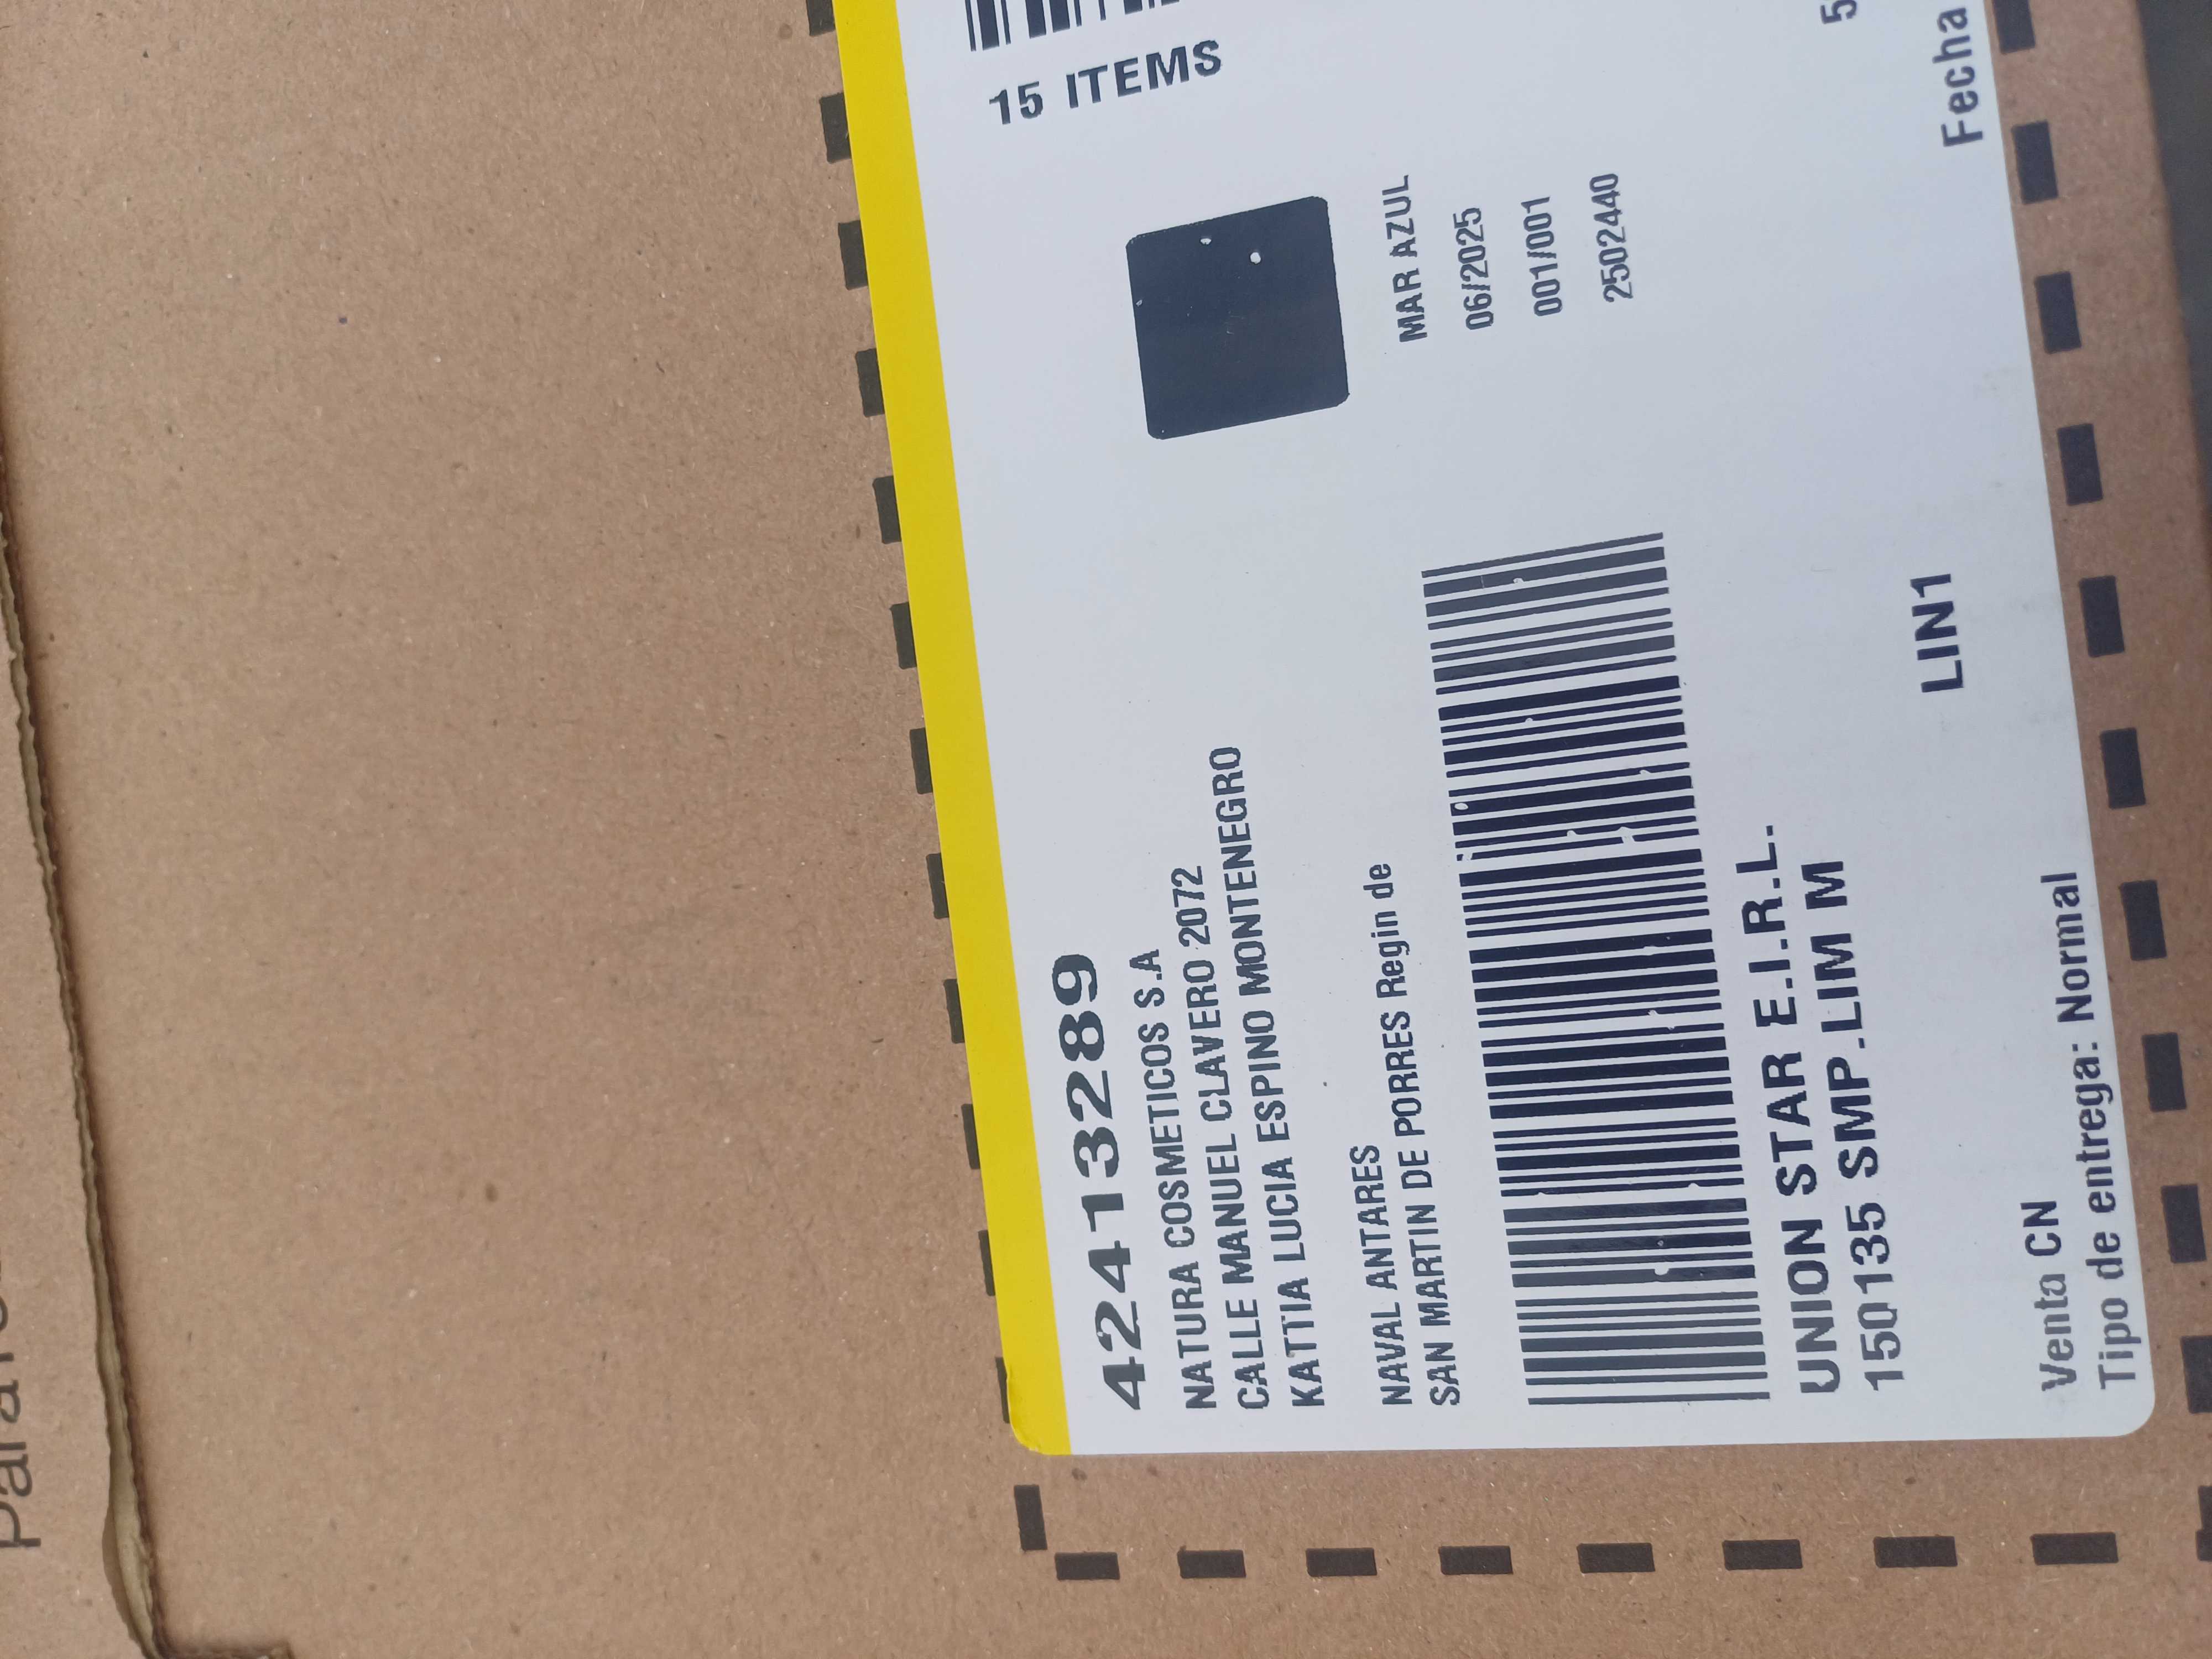 42413289
NATURA COSMETICOS S.A
CALLE MANUEL CLAVERO 2072
KATTIA LUCIA ESPINO MONTENEGRO
NAVAL ANTARES
SAN MARTIN DE PORRES Regin de
UNION STAR E.I.R.L.
150135 SMP.LIM M
LIN1
Venta CN
Tipo de entrega: Normal
15 ITEMS
MAR AZUL
06/2025
001/001
2502440
5
Fecha